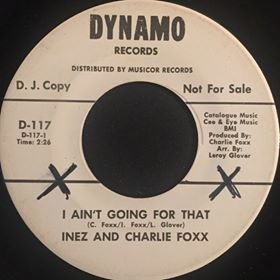 DYNAMO
RECORDS
DISTRIBUTED BY MUSICOR RECORDS
D. J. Copy
Not For Sale
D-117
D-117-1
Time: 2:26
Catalogue Music
Cee & Eye Music
BMI
Produced By:
Charlie Foxx
Arr. By:
Leroy Glover
I AIN'T GOING FOR THAT
(C. Foxx/I. Foxx/L. Glover)
INEZ AND CHARLIE FOXX